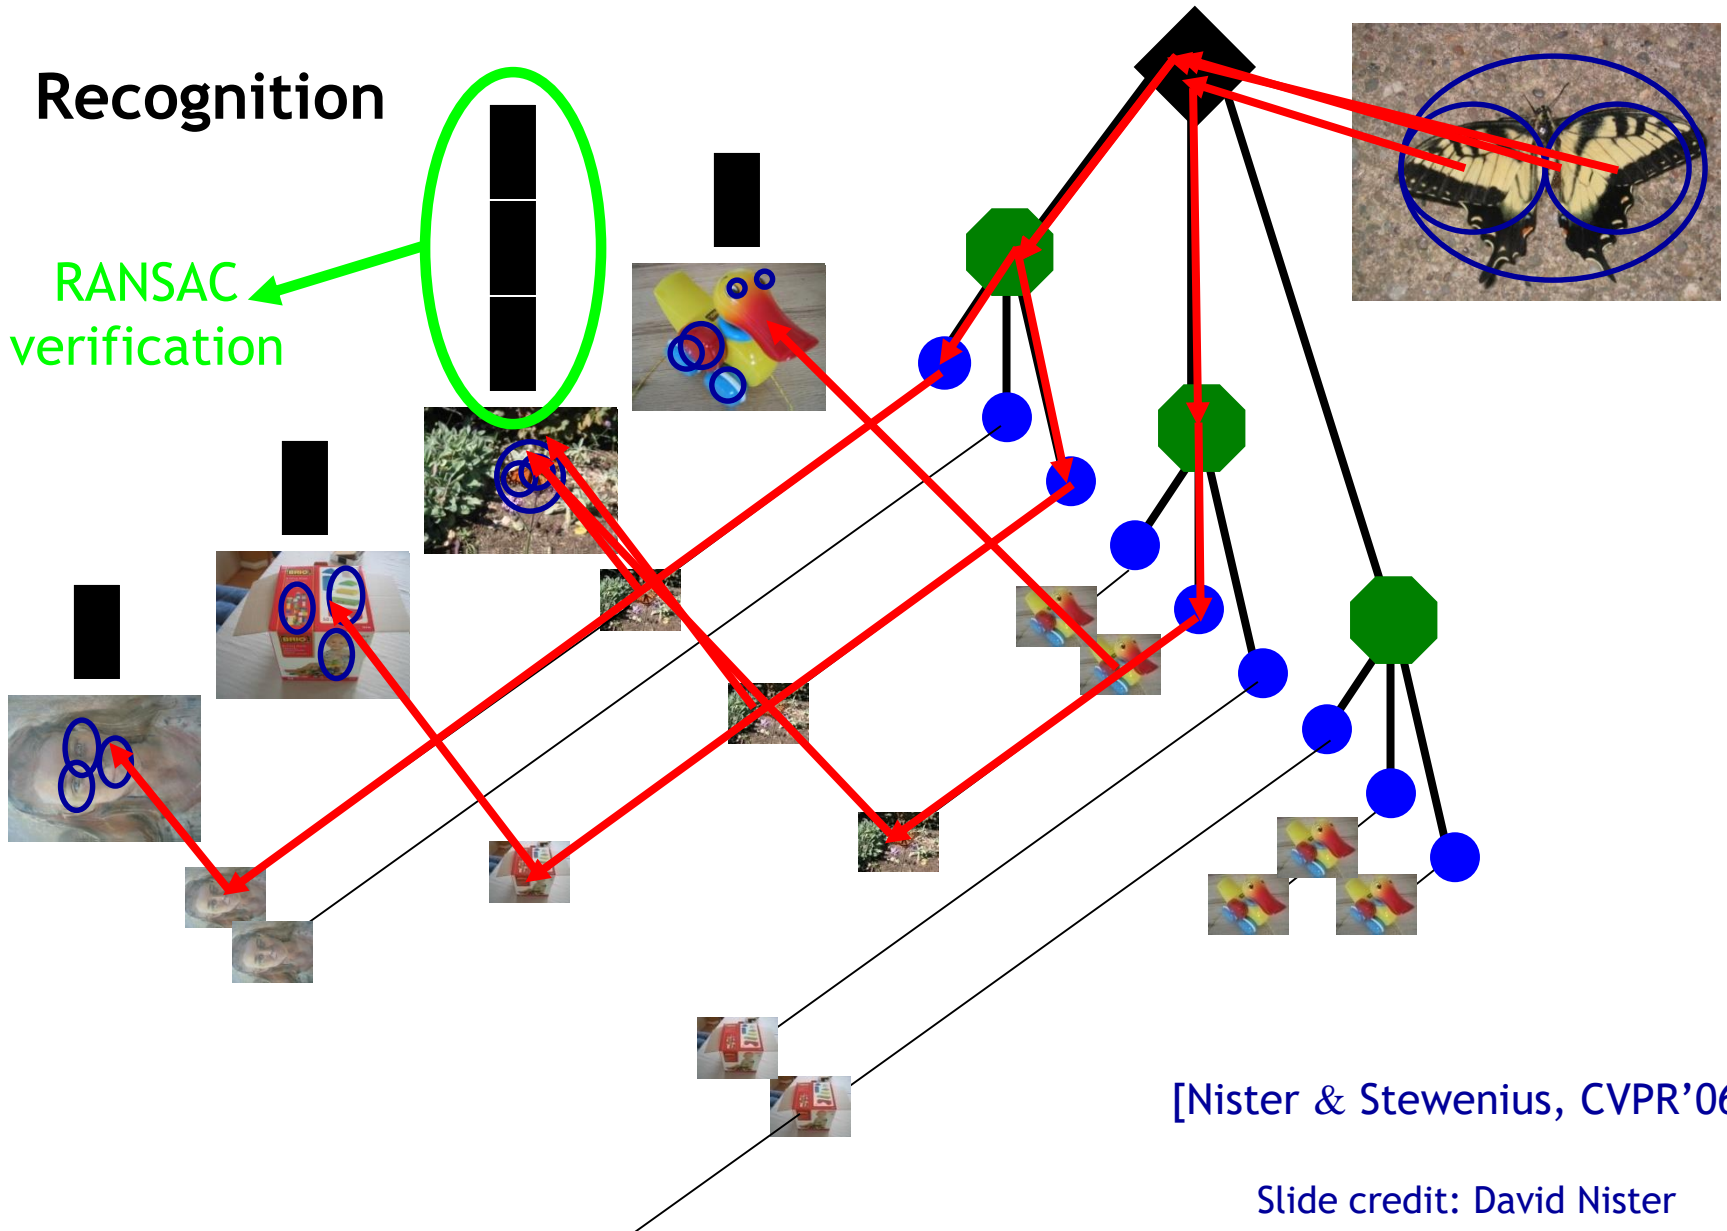 Recognition
RANSAC
verification
[Nister & Stewenius, CVPR’06
Slide credit: David Nister